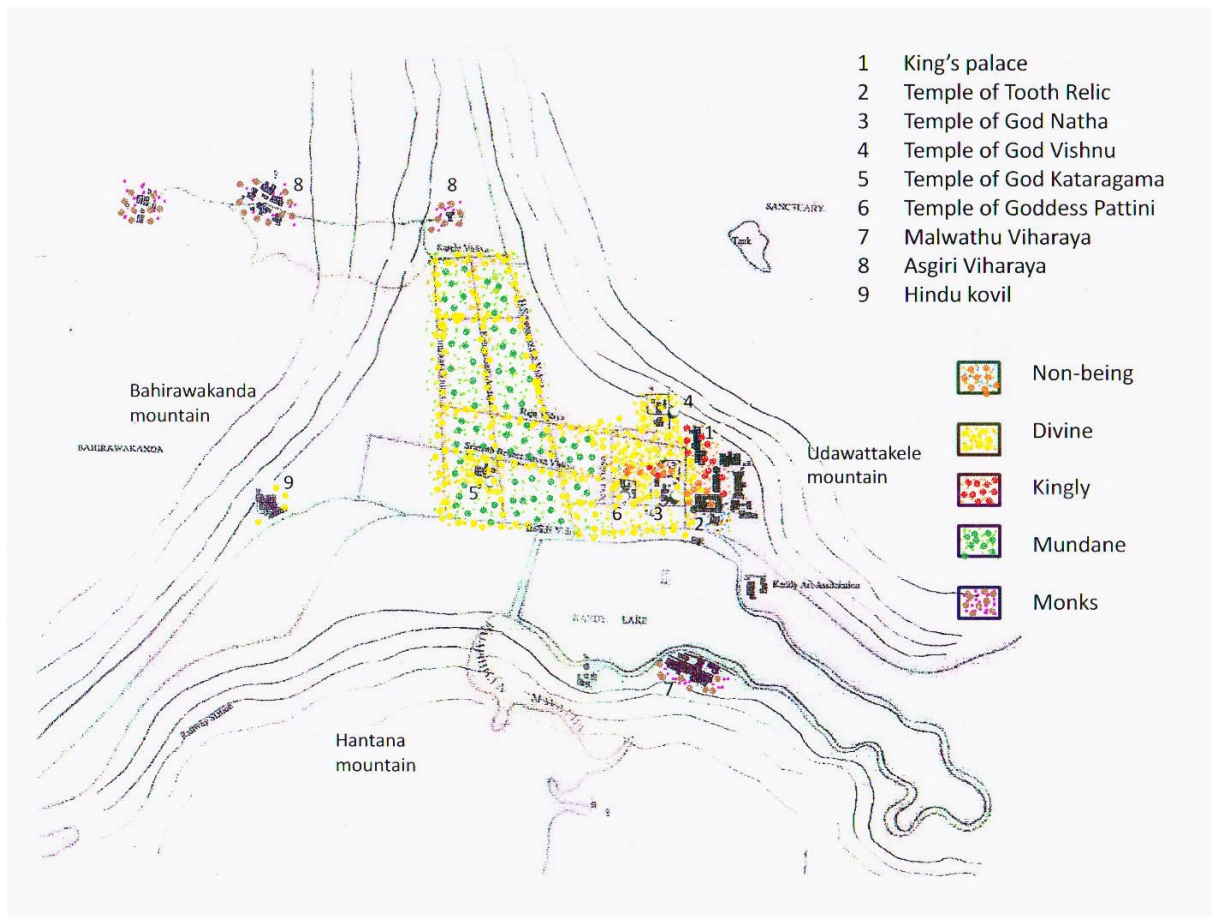 1 King’s palace
2 Temple of Tooth Relic
3 Temple of God Natha
4 Temple of God Vishnu
5 Temple of God Kataragama
6 Temple of Goddess Pattini
7 Malwathu Viharaya
8 Asgiri Viharaya
9 Hindu kovil
8
8
SANCTUARY
Tank
Non-being
Divine
Kingly
Mundane
Monks
Bahirawakanda
mountain
BAHIRAWAKANDA
4
1
Udawattakele
mountain
9
5
6
3
2
KANDY LAKE
7
Hantana
mountain